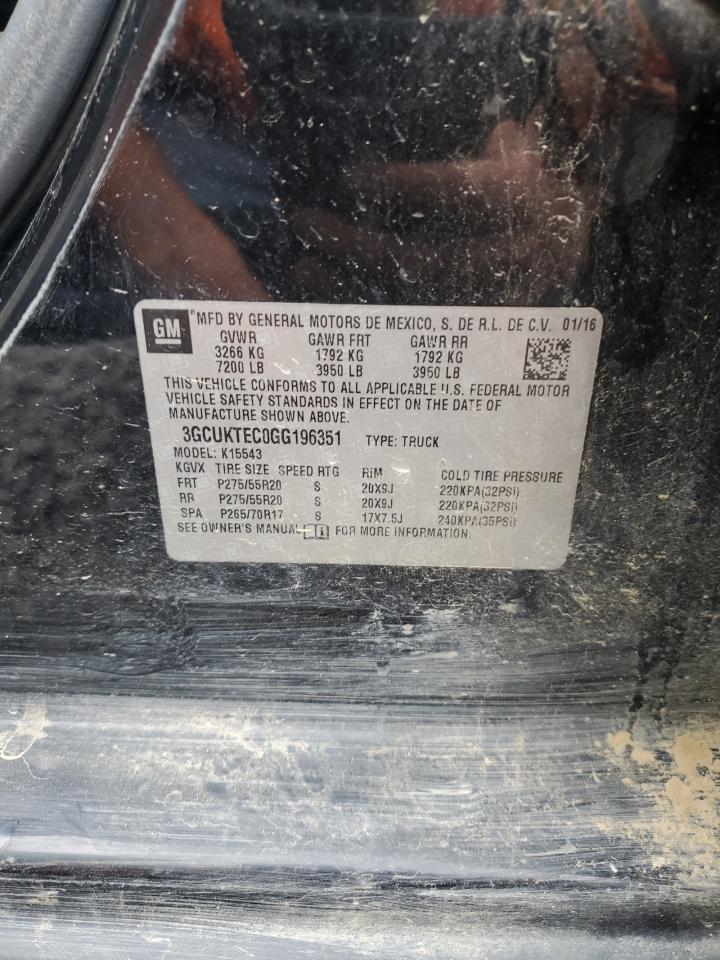 GM MFD BY GENERAL MOTORS DE MEXICO, S. DE R.L. DE C.V. 01/16
GVWR GAWR FRT GAWR RR
3266 KG 1792 KG 1792 KG
7200 LB 3950 LB 3950 LB
THIS VEHICLE CONFORMS TO ALL APPLICABLE U.S. FEDERAL MOTOR
VEHICLE SAFETY STANDARDS IN EFFECT ON THE DATE OF
MANUFACTURE SHOWN ABOVE.
3GCUKTEC0GG196351 TYPE: TRUCK
MODEL: K15543
KGVX TIRE SIZE SPEED RTG RIM COLD TIRE PRESSURE
FRT P275/55R20 S 20X9J 220KPA(32PSI)
RR P275/55R20 S 20X9J 220KPA(32PSI)
SPA P265/70R17 S 17X7.5J 240KPA(35PSI)
SEE OWNER'S MANUAL FOR MORE INFORMATION.